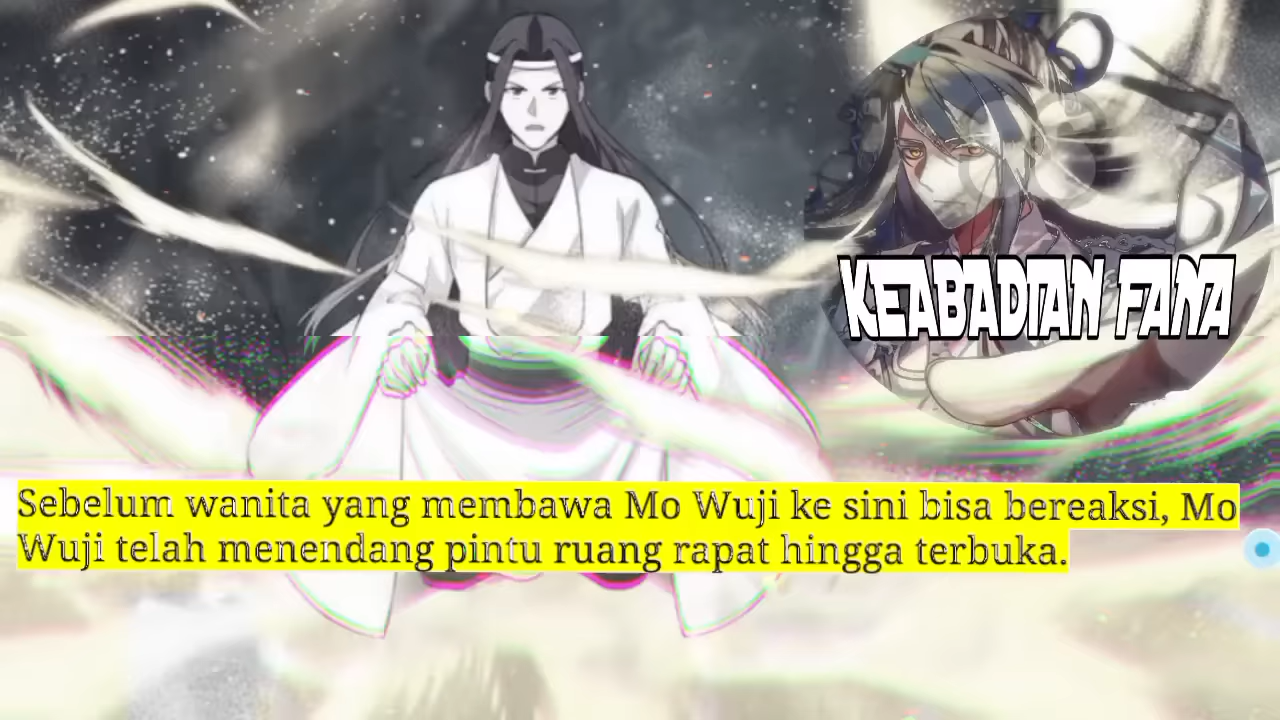 KEABADIAN FANA
Sebelum wanita yang membawa Mo Wuji ke sini bisa bereaksi, Mo
Wuji telah menendang pintu ruang rapat hingga terbuka.